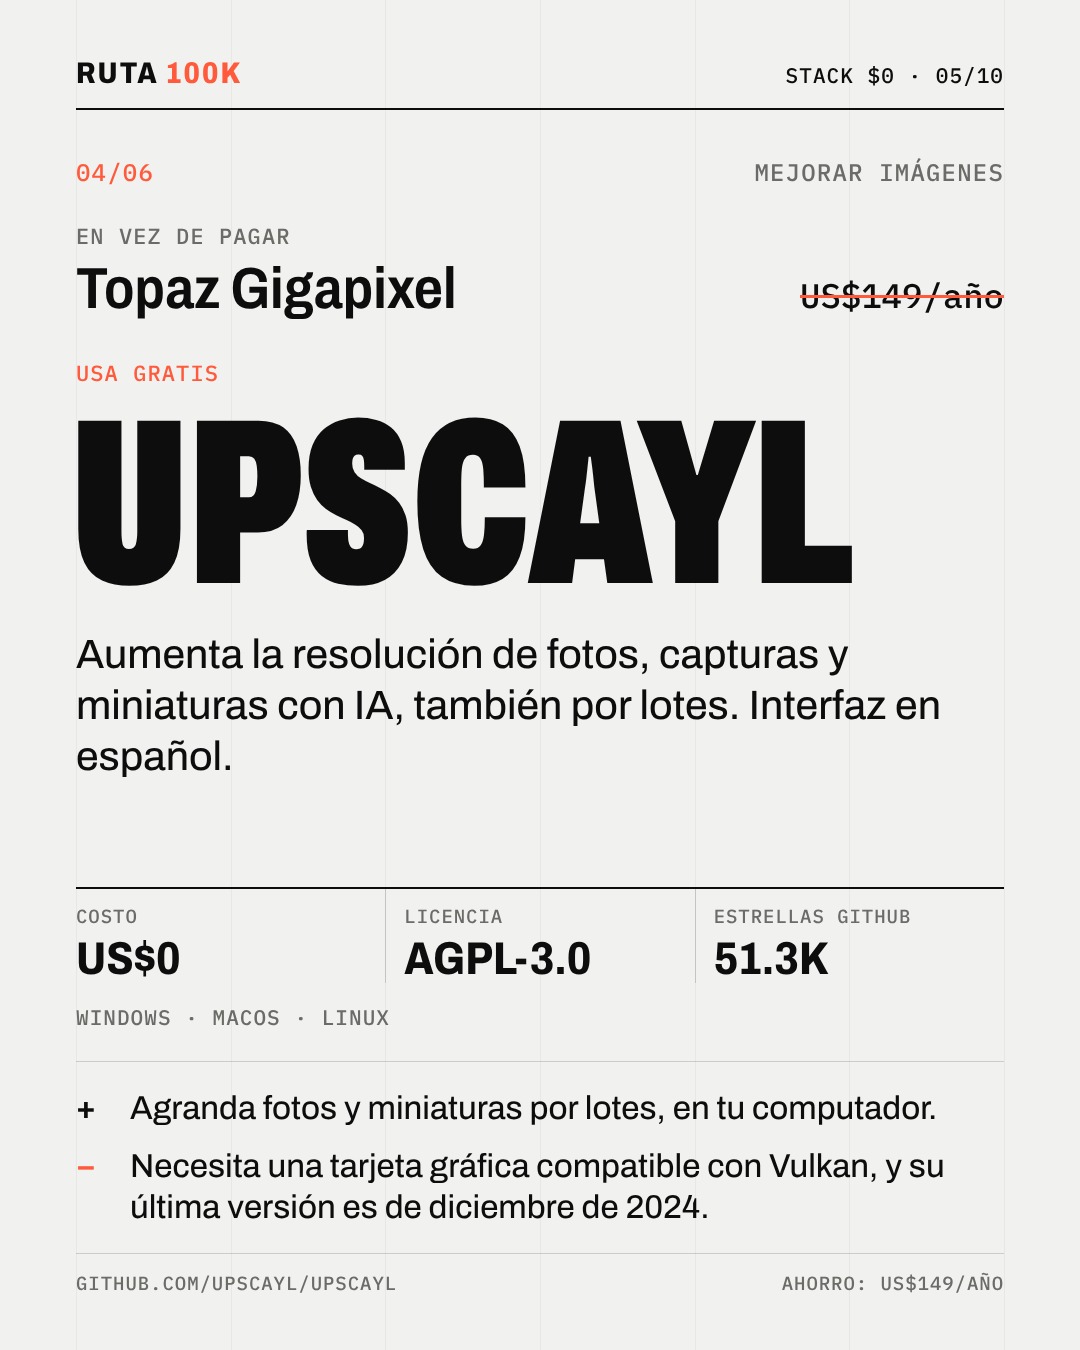 RUTA 100K
STACK $0 · 05/10
04/06
MEJORAR IMÁGENES
EN VEZ DE PAGAR
Topaz Gigapixel
US$149/año
USA GRATIS
UPSCAYL
Aumenta la resolución de fotos, capturas y
miniaturas con IA, también por lotes. Interfaz en
español.
COSTO
US$0
LICENCIA
AGPL-3.0
ESTRELLAS GITHUB
51.3K
WINDOWS · MACOS · LINUX
+ Agranda fotos y miniaturas por lotes, en tu computador.
– Necesita una tarjeta gráfica compatible con Vulkan, y su
última versión es de diciembre de 2024.
GITHUB.COM/UPSCAYL/UPSCAYL
AHORRO: US$149/AÑO